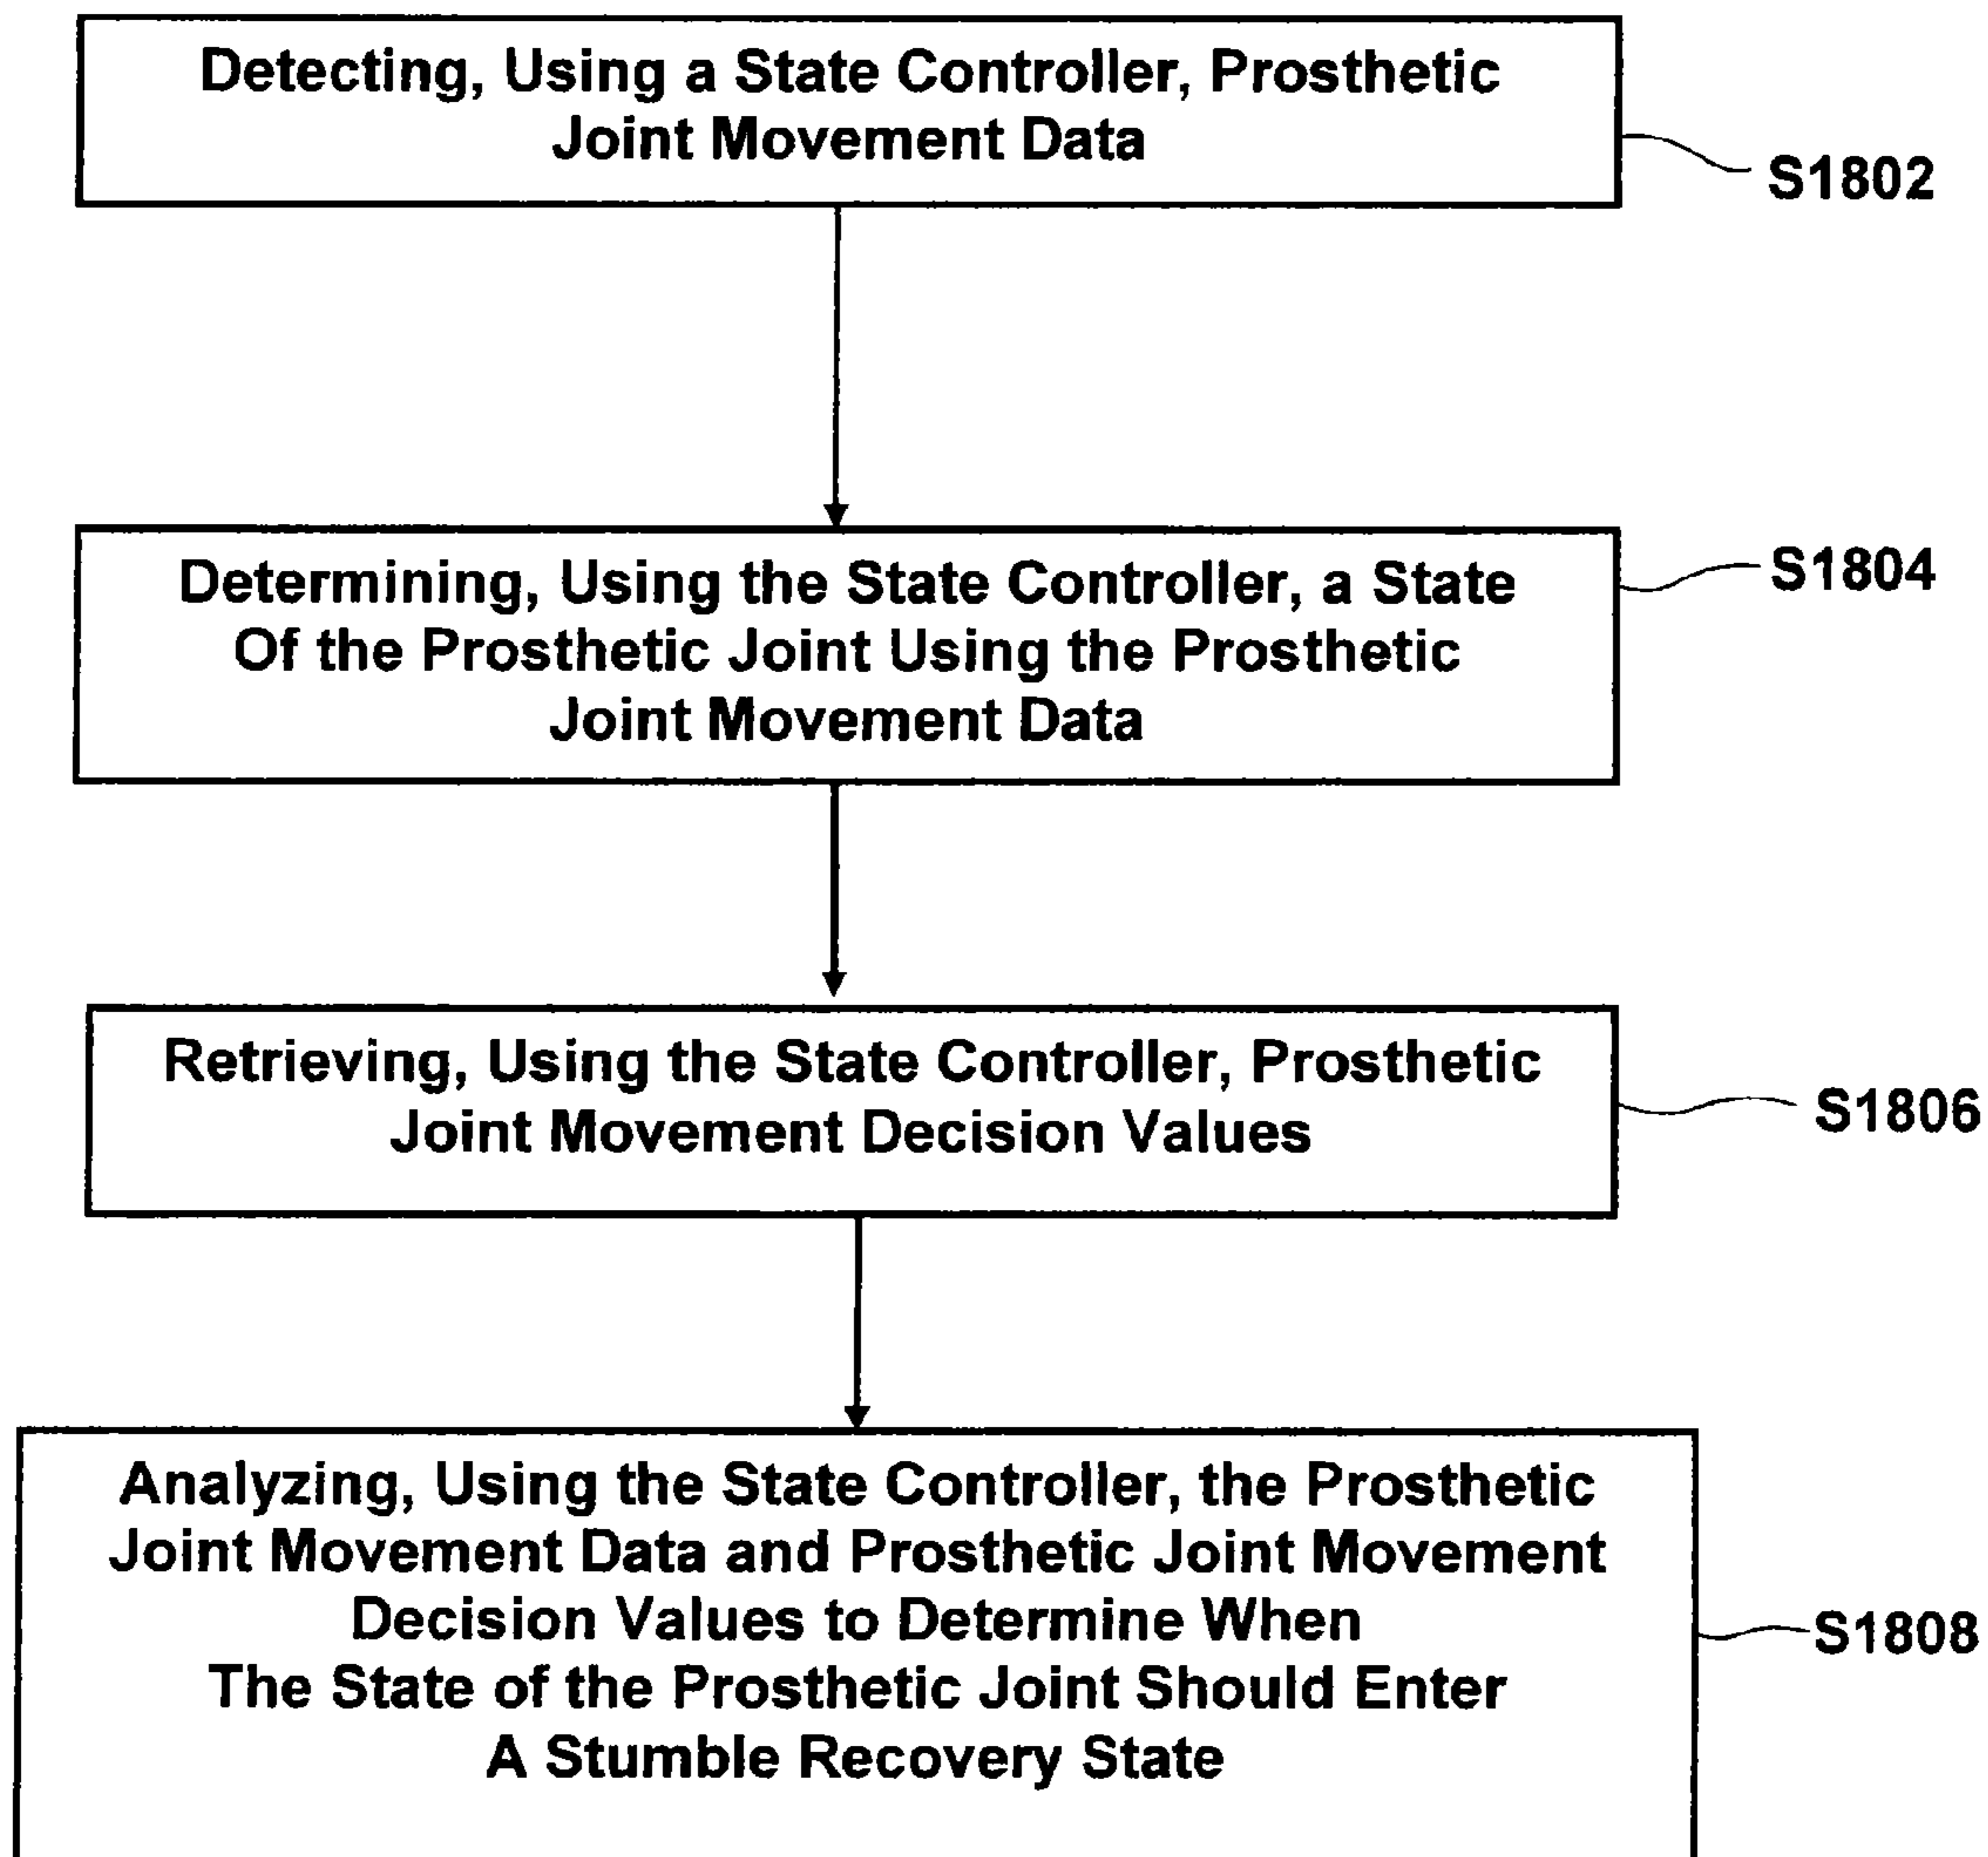 Detecting, Using a State Controller, Prosthetic
Joint Movement Data
S1802
Determining, Using the State Controller, a State
Of the Prosthetic Joint Using the Prosthetic
Joint Movement Data
S1804
Retrieving, Using the State Controller, Prosthetic
Joint Movement Decision Values
S1806
Analyzing, Using the State Controller, the Prosthetic
Joint Movement Data and Prosthetic Joint Movement
Decision Values to Determine When
The State of the Prosthetic Joint Should Enter
A Stumble Recovery State
S1808